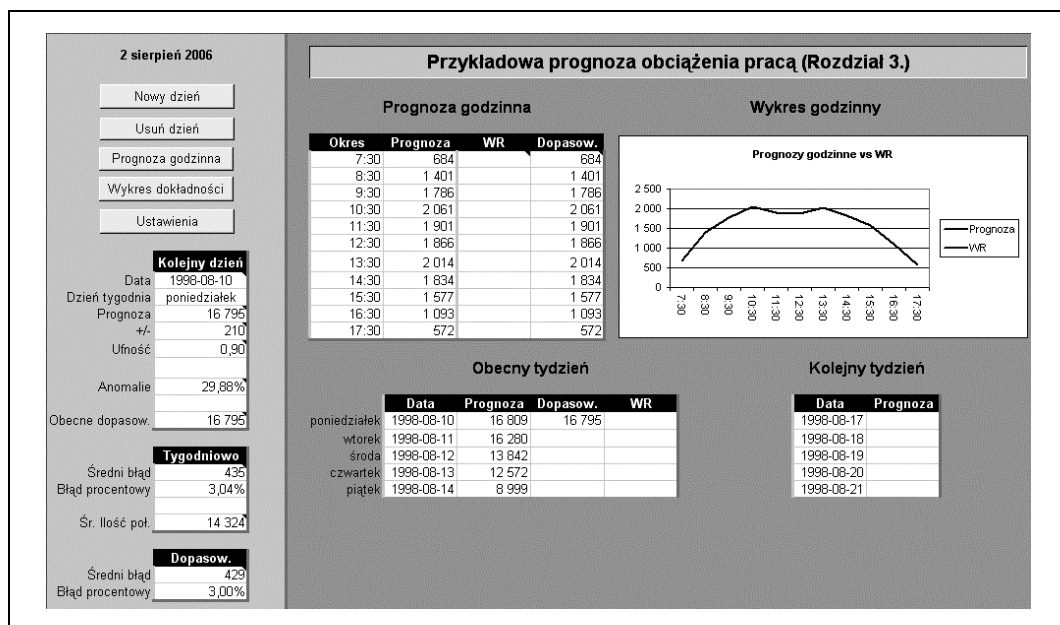 2 sierpień 2006
Nowy dzień
Usuń dzień
Prognoza godzinna
Wykres dokładności
Ustawienia
Kolejny dzień
Data 1998-08-10
Dzień tygodnia poniedziałek
Prognoza 16 795
+/- 210
Ufność 0,90
Anomalie 29,88%
Obecne dopasow. 16 795
Tygodniowo
Średni błąd 435
Błąd procentowy 3,04%
Śr. Ilość poł. 14 324
Dopasow.
Średni błąd 429
Błąd procentowy 3,00%
Przykładowa prognoza obciążenia pracą (Rozdział 3.)
Prognoza godzinna
Okres Prognoza WR Dopasow.
7:30 684 684
8:30 1 401 1 401
9:30 1 786 1 786
10:30 2 061 2 061
11:30 1 901 1 901
12:30 1 866 1 866
13:30 2 014 2 014
14:30 1 834 1 834
15:30 1 577 1 577
16:30 1 093 1 093
17:30 572 572
Wykres godzinny
Prognozy godzinne vs WR
2 500
2 000
1 500
1 000
500
0
7:30 8:30 9:30 10:30 11:30 12:30 13:30 14:30 15:30 16:30 17:30
Prognoza
WR
Obecny tydzień
Data Prognoza Dopasow. WR
poniedziałek 1998-08-10 16 809 16 795
wtorek 1998-08-11 16 280
środa 1998-08-12 13 842
czwartek 1998-08-13 12 572
piątek 1998-08-14 8 999
Kolejny tydzień
Data Prognoza
1998-08-17
1998-08-18
1998-08-19
1998-08-20
1998-08-21